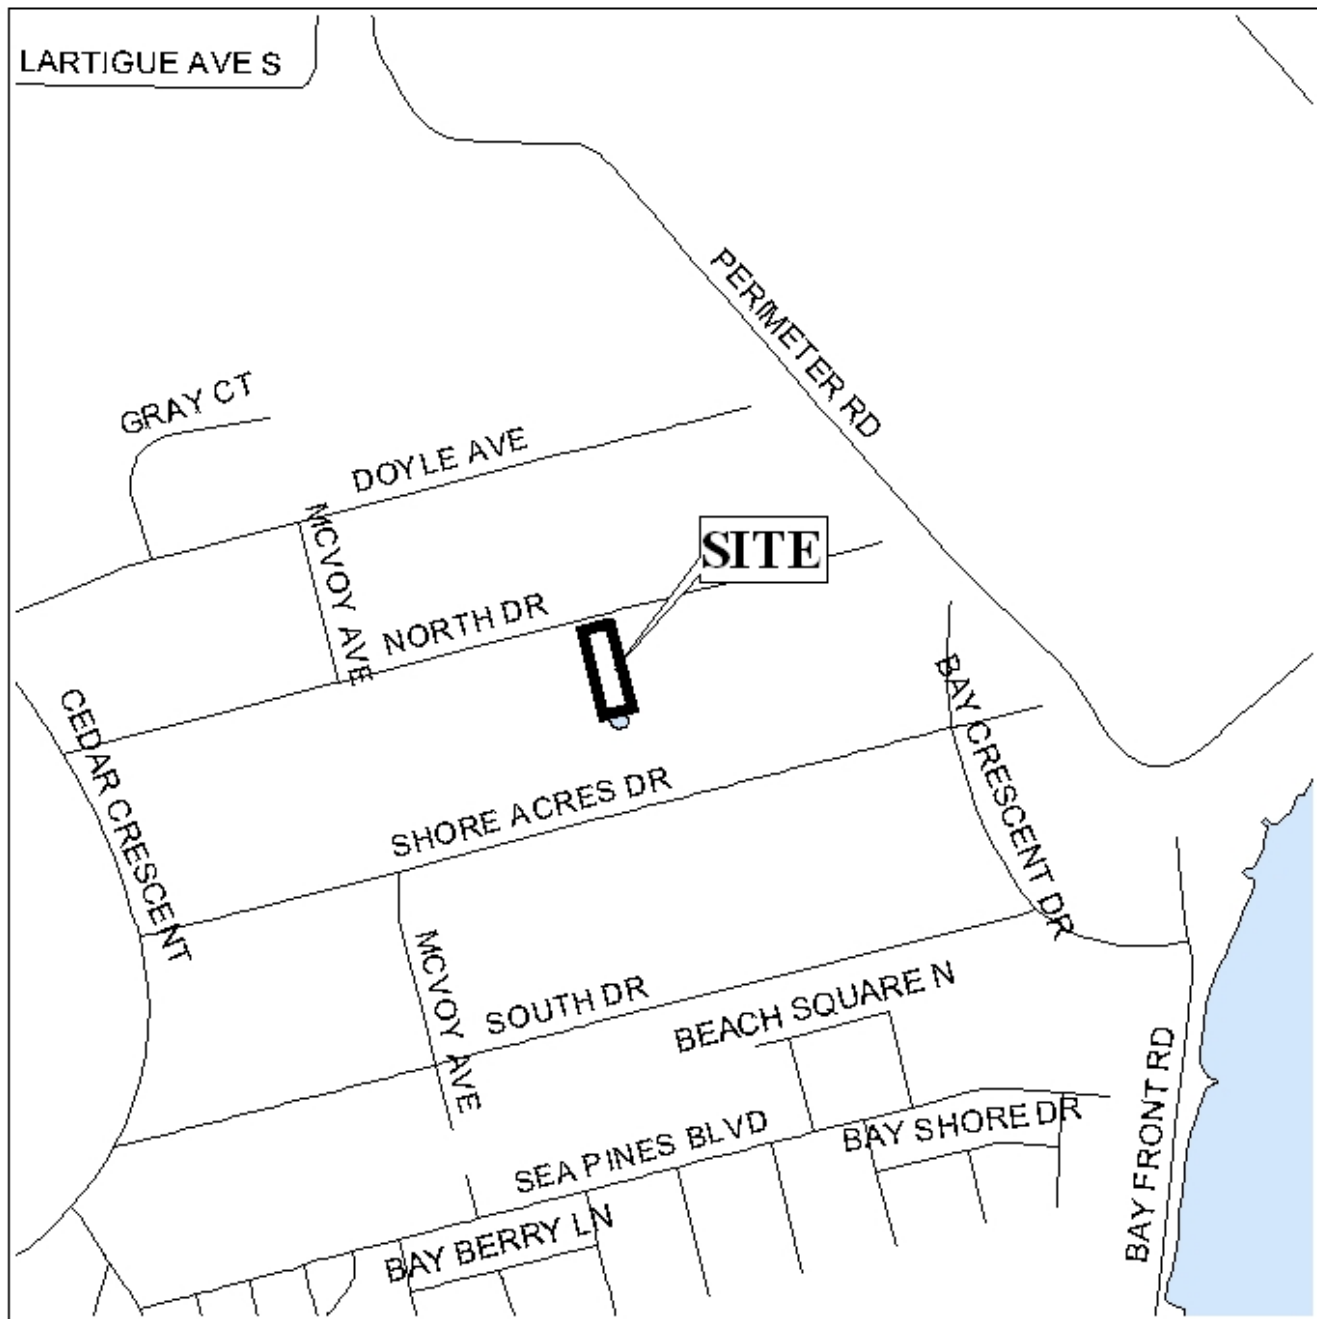 LARTIGUE AVE S
PERIMETER RD
GRAY CT
DOYLE AVE
MCVOY AVE
SITE
NORTH DR
BAY CRESCENT DR
CEDAR CRESCENT
SHORE ACRES DR
MCVOY AVE
SOUTH DR
BEACH SQUARE N
BAY FRONT RD
SEA PINES BLVD
BAY SHORE DR
BAY BERRY LN